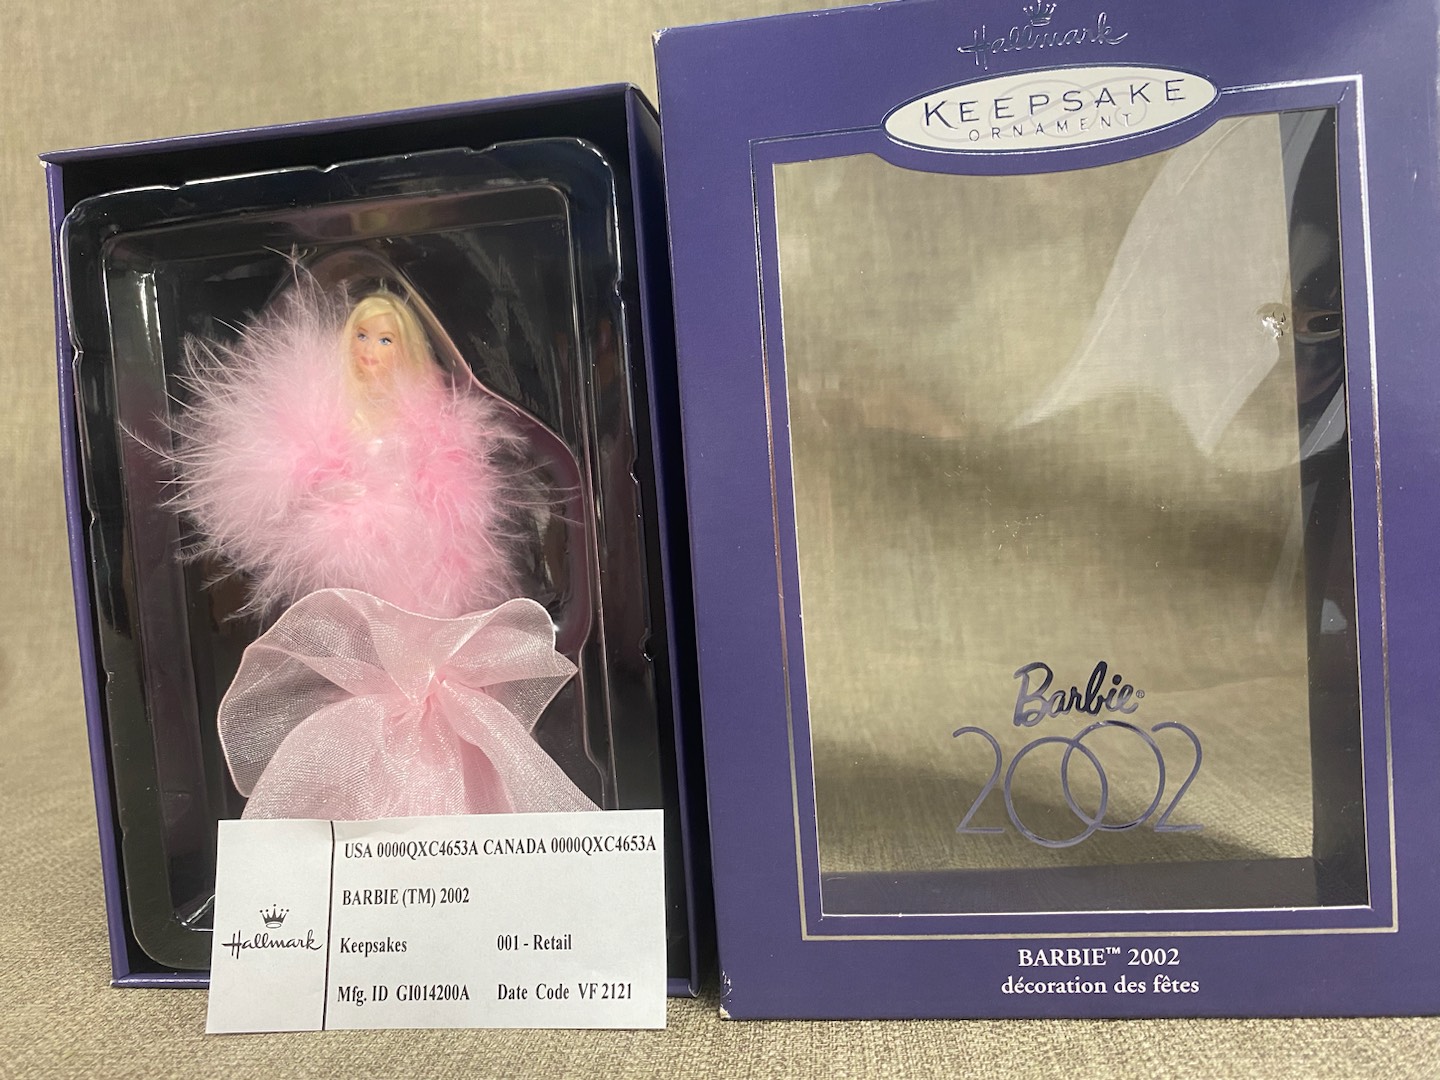 Hallmark
KEEPSAKE
ORNAMENT
Barbie®
2002
BARBIE™ 2002
décoration des fêtes
USA 0000QXC4653A CANADA 0000QXC4653A
BARBIE (TM) 2002
Hallmark
Keepsakes 001 - Retail
Mfg. ID GI014200A Date Code VF 2121